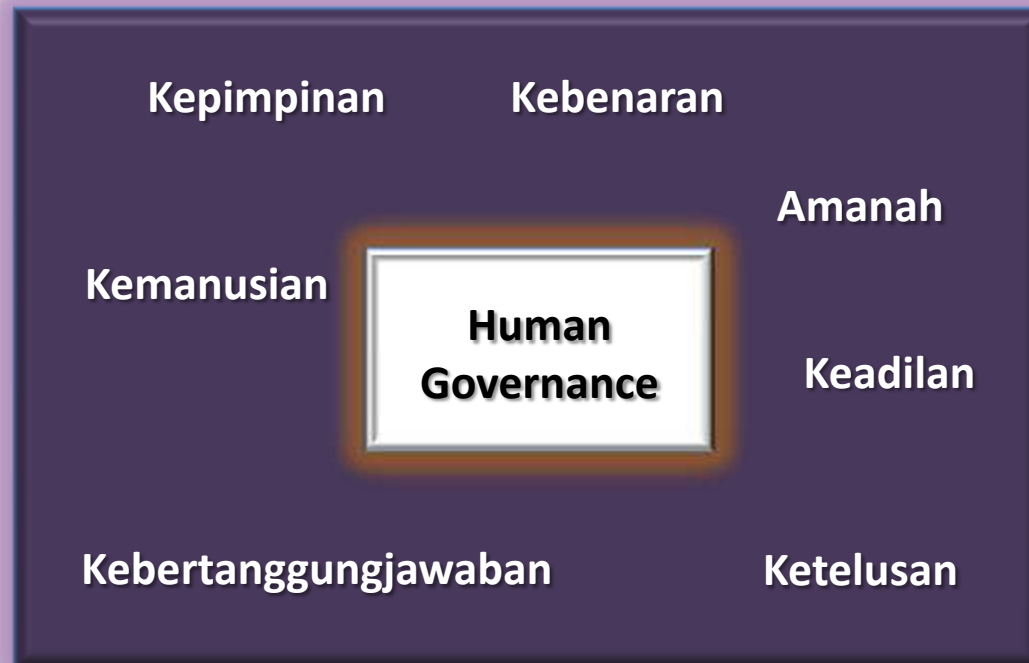 Kepimpinan
Kebenaran
Amanah
Kemanusian
Human
Governance
Keadilan
Kebertanggungjawaban
Ketelusan